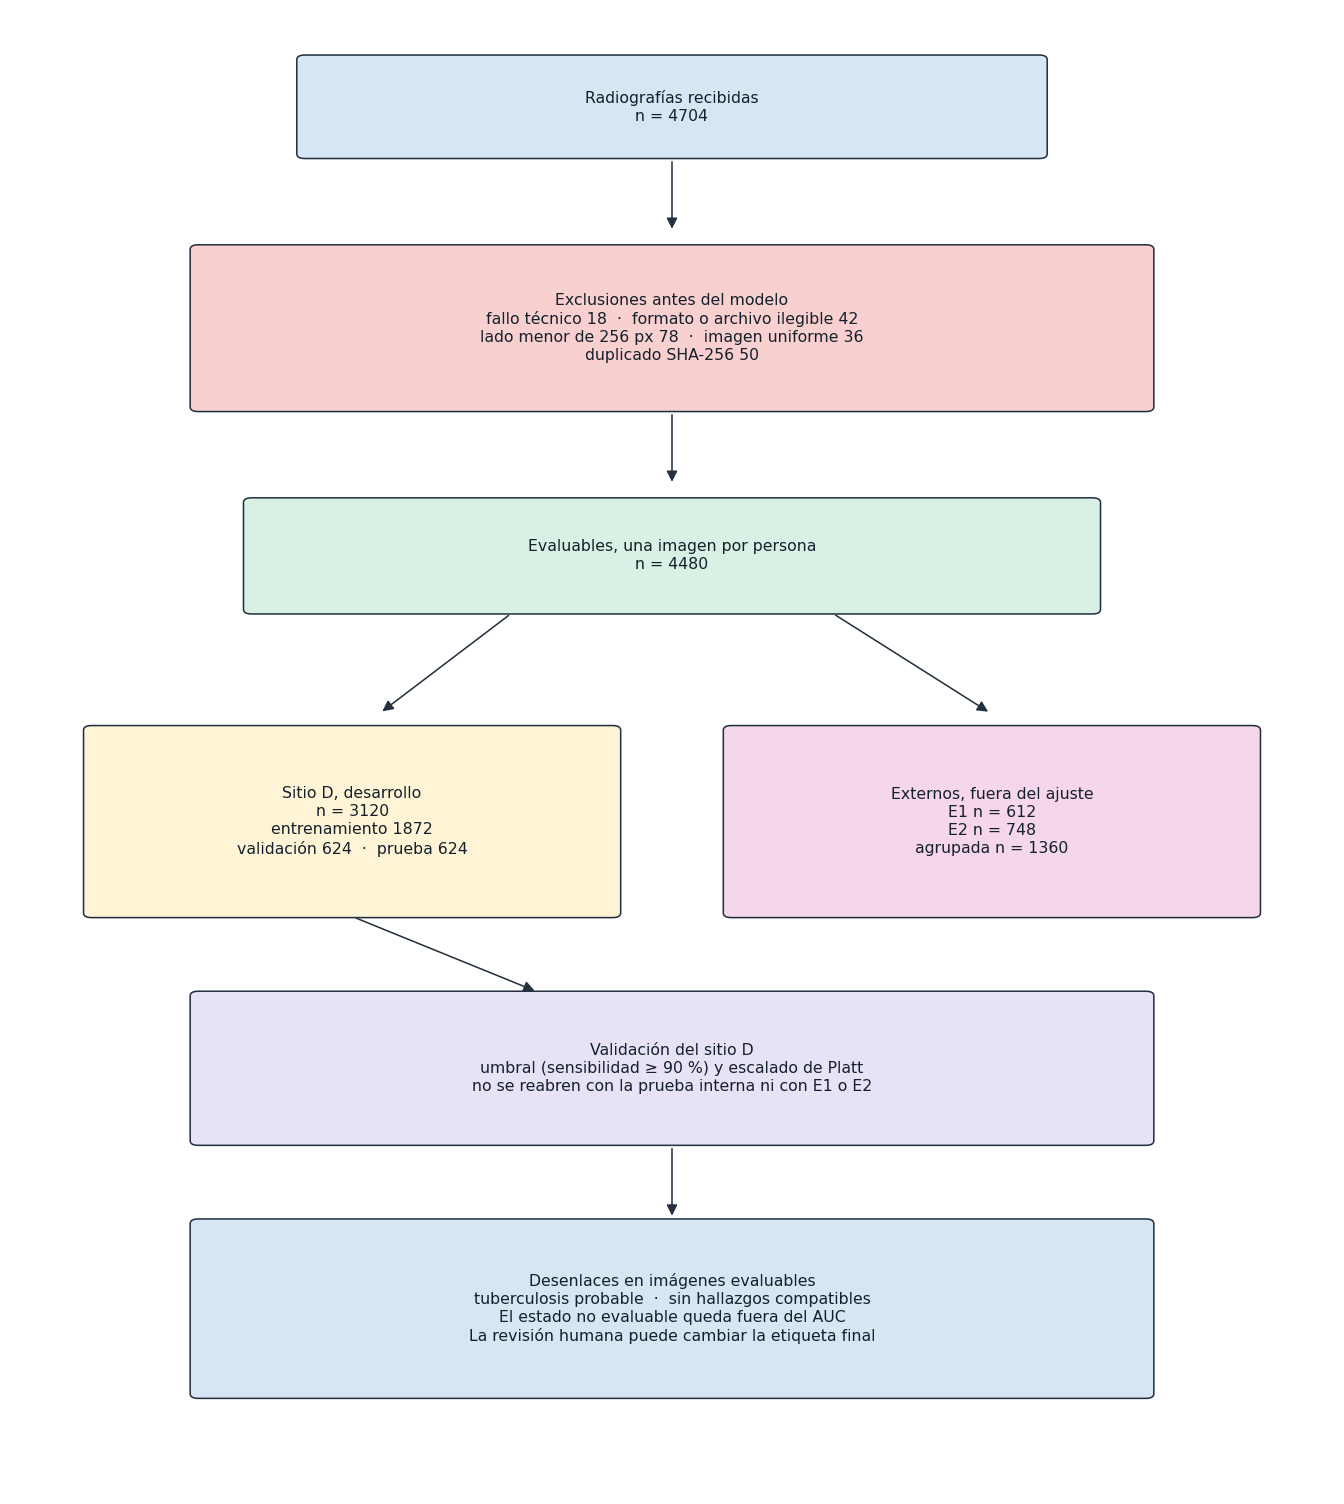 Radiografías recibidas
n = 4704
Exclusiones antes del modelo
fallo técnico 18 · formato o archivo ilegible 42
lado menor de 256 px 78 · imagen uniforme 36
duplicado SHA-256 50
Evaluables, una imagen por persona
n = 4480
Sitio D, desarrollo
n = 3120
entrenamiento 1872
validación 624 · prueba 624
Externos, fuera del ajuste
E1 n = 612
E2 n = 748
agrupada n = 1360
Validación del sitio D
umbral (sensibilidad ≥ 90 %) y escalado de Platt
no se reabren con la prueba interna ni con E1 o E2
Desenlaces en imágenes evaluables
tuberculosis probable · sin hallazgos compatibles
El estado no evaluable queda fuera del AUC
La revisión humana puede cambiar la etiqueta final